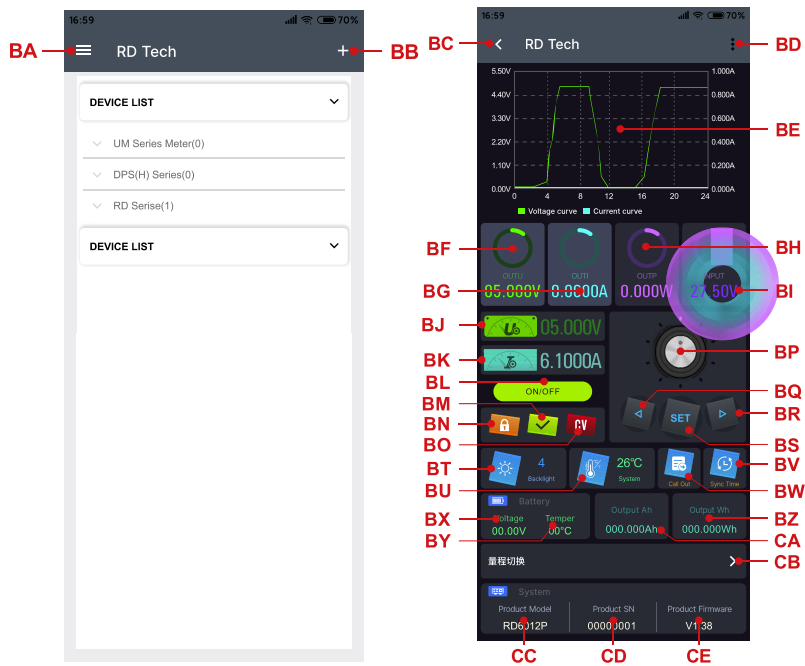 16:59
70%
BA
RD Tech
+
BB
DEVICE LIST
UM Series Meter(0)
DPS(H) Series(0)
RD Serise(1)
DEVICE LIST
16:59
70%
BC
RD Tech
BD
5.50V
1.000A
4.40V
0.800A
3.30V
0.600A
BE
2.20V
0.400A
1.10V
0.200A
0.00V
0.000A
0 4 8 12 16 20 24
Voltage curve Current curve
BF
BH
OUTU OUTI OUTP INPUT
BG
05.000V 0.0000A 0.000W 27.50V
BI
BJ
U
05.000V
BK
I
6.1000A
BP
BL
ON/OFF
BQ
BM
BN
CV
SET
BR
BO
BS
BT
4
Backlight
26℃
System
Call Out
Sync Time
BV
BU
BW
Battery
BX
Voltage Temper
00.00V 00°C
BY
Output Ah
000.000Ah
Output Wh
000.000Wh
BZ
CA
量程切换
CB
System
Product Model Product SN Product Firmware
RD6012P 00000001 V1.38
CC CD CE